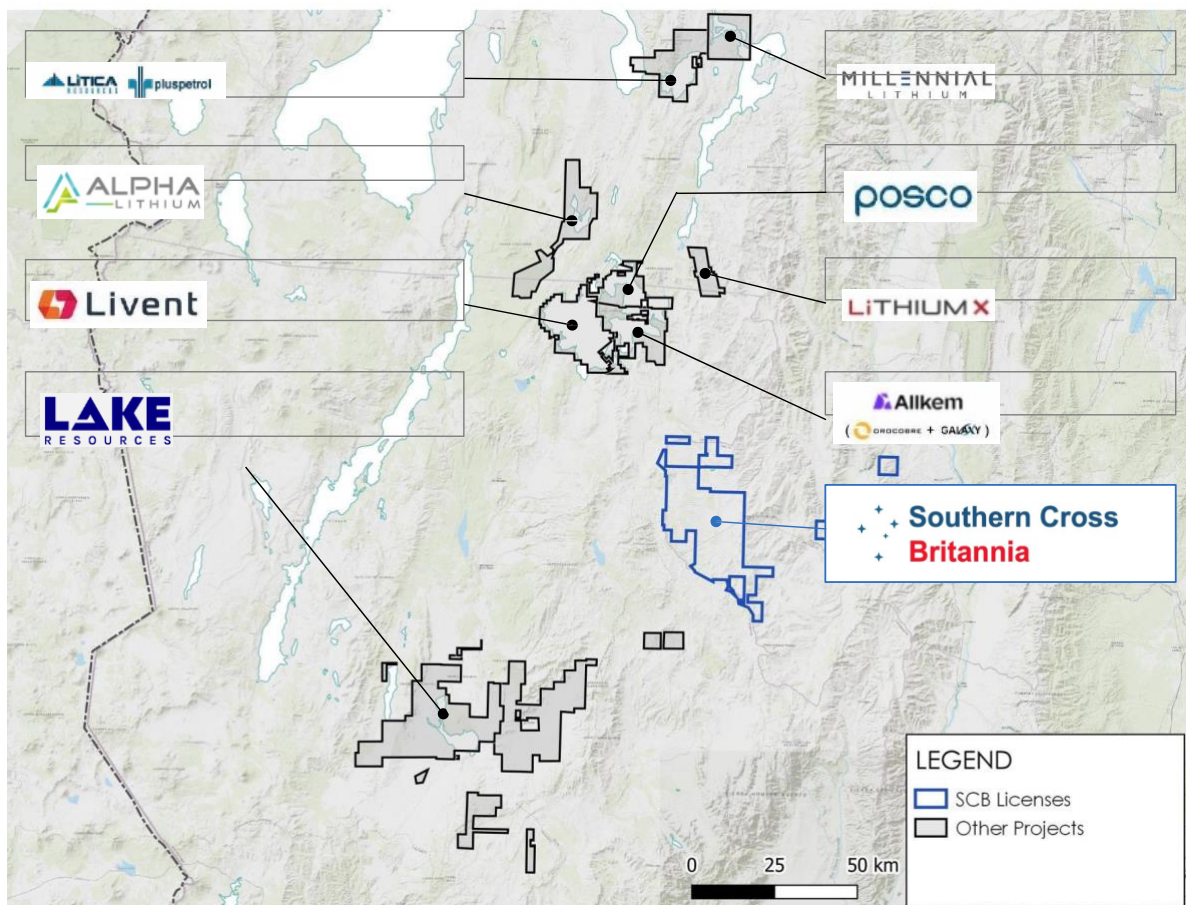 LiTICA
RESOURCES
pluspetrol
MILLENNIAL
LITHIUM
ALPHA
LITHIUM
posco
Livent
LiTHIUM X
LAKE
RESOURCES
Allkem
( OROCOBRE + GALAXY )
Southern Cross
Britannia
LEGEND
SCB Licenses
Other Projects
0 25 50 km